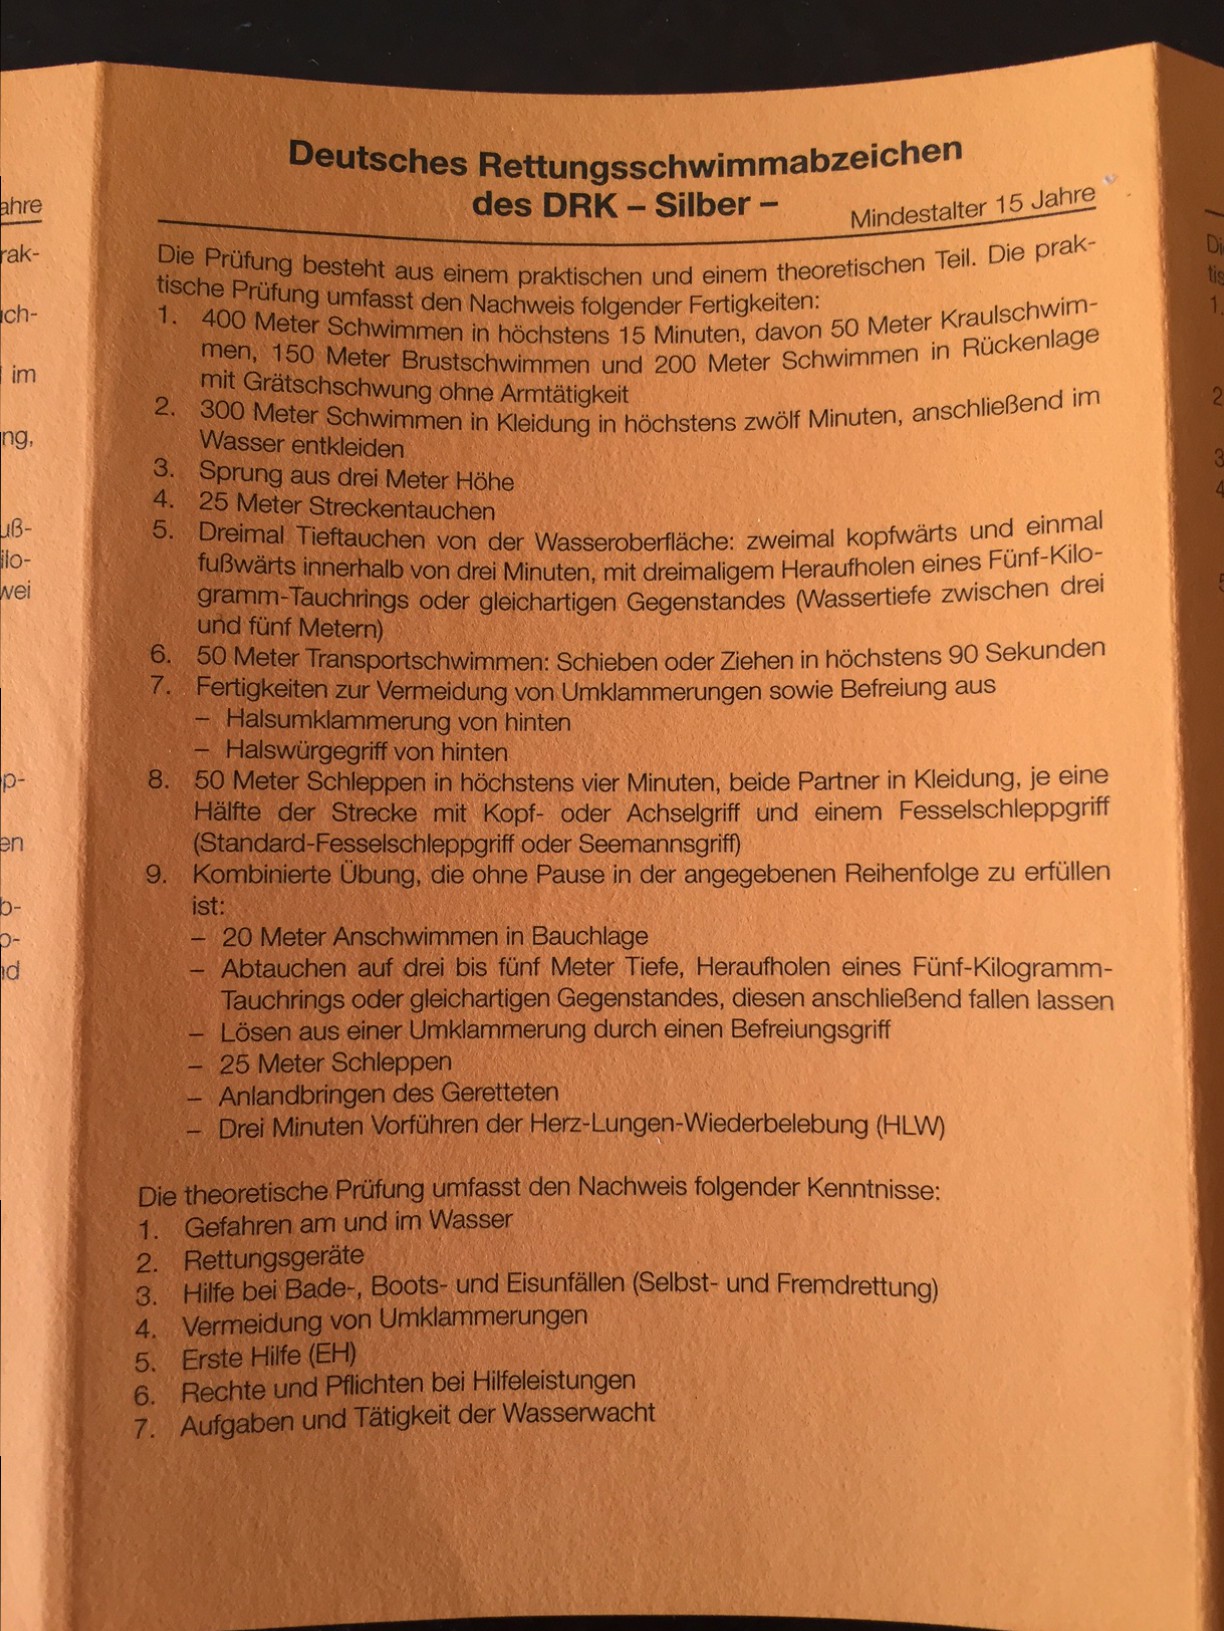 Deutsches Rettungsschwimmabzeichen
des DRK – Silber –
Mindestalter 15 Jahre
Die Prüfung besteht aus einem praktischen und einem theoretischen Teil. Die prak-
tische Prüfung umfasst den Nachweis folgender Fertigkeiten:
1. 400 Meter Schwimmen in höchstens 15 Minuten, davon 50 Meter Kraulschwim-
men, 150 Meter Brustschwimmen und 200 Meter Schwimmen in Rückenlage
mit Grätschschwung ohne Armtätigkeit
2. 300 Meter Schwimmen in Kleidung in höchstens zwölf Minuten, anschließend im
Wasser entkleiden
3. Sprung aus drei Meter Höhe
4. 25 Meter Streckentauchen
5. Dreimal Tieftauchen von der Wasseroberfläche: zweimal kopfwärts und einmal
fußwärts innerhalb von drei Minuten, mit dreimaligem Heraufholen eines Fünf-Kilo-
gramm-Tauchrings oder gleichartigen Gegenstandes (Wassertiefe zwischen drei
und fünf Metern)
6. 50 Meter Transportschwimmen: Schieben oder Ziehen in höchstens 90 Sekunden
7. Fertigkeiten zur Vermeidung von Umklammerungen sowie Befreiung aus
– Halsumklammerung von hinten
– Halswürgegriff von hinten
8. 50 Meter Schleppen in höchstens vier Minuten, beide Partner in Kleidung, je eine
Hälfte der Strecke mit Kopf- oder Achselgriff und einem Fesselschleppgriff
(Standard-Fesselschleppgriff oder Seemannsgriff)
9. Kombinierte Übung, die ohne Pause in der angegebenen Reihenfolge zu erfüllen
ist:
– 20 Meter Anschwimmen in Bauchlage
– Abtauchen auf drei bis fünf Meter Tiefe, Heraufholen eines Fünf-Kilogramm-
Tauchrings oder gleichartigen Gegenstandes, diesen anschließend fallen lassen
– Lösen aus einer Umklammerung durch einen Befreiungsgriff
– 25 Meter Schleppen
– Anlandbringen des Geretteten
– Drei Minuten Vorführen der Herz-Lungen-Wiederbelebung (HLW)
Die theoretische Prüfung umfasst den Nachweis folgender Kenntnisse:
1. Gefahren am und im Wasser
2. Rettungsgeräte
3. Hilfe bei Bade-, Boots- und Eisunfällen (Selbst- und Fremdrettung)
4. Vermeidung von Umklammerungen
5. Erste Hilfe (EH)
6. Rechte und Pflichten bei Hilfeleistungen
7. Aufgaben und Tätigkeit der Wasserwacht